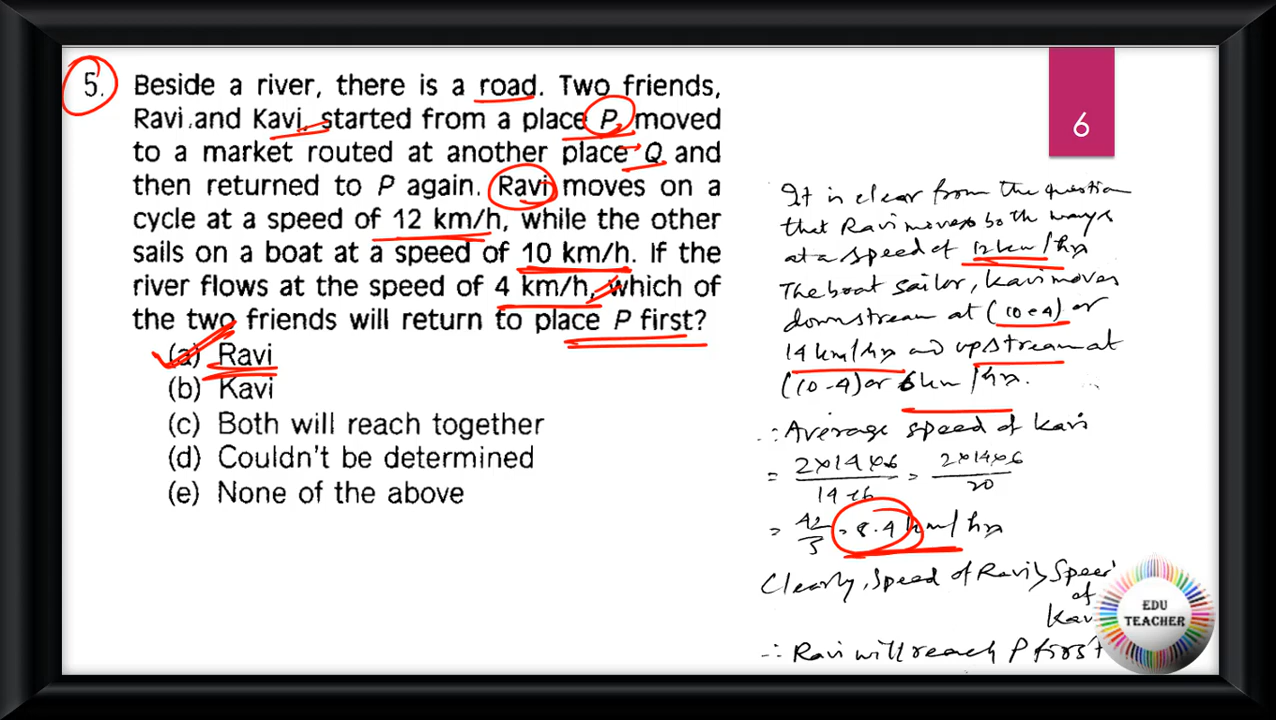 5.
Beside a river, there is a road. Two friends,
Ravi and Kavi, started from a place P, moved
to a market routed at another place Q and
then returned to P again. Ravi moves on a
cycle at a speed of 12 km/h, while the other
sails on a boat at a speed of 10 km/h. If the
river flows at the speed of 4 km/h, which of
the two friends will return to place P first?
(a) Ravi
(b) Kavi
(c) Both will reach together
(d) Couldn't be determined
(e) None of the above
6
It is clear from the question
that Ravi moves both ways
at a speed of 12 km/hr
The boat sailor, Kavi moves
downstream at (10+4) or
14 km/hr and upstream at
(10-4) or 6 km/hr.
∴ Average speed of Kavi
= 2×14×6 / 14+6 = 2×14×6 / 20
= 42/5 = 8.4 km/hr
Clearly, Speed of Ravi > Speed
of
Kavi
∴ Ravi will reach P first
EDU
TEACHER